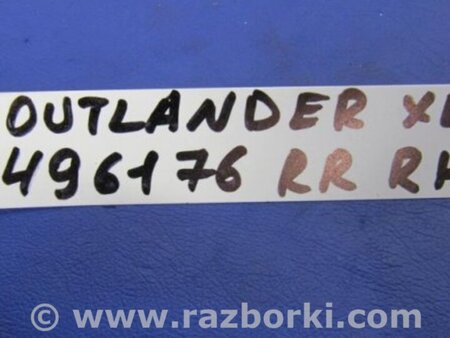 OUTLANDER XL
496176 RR RH
© www.razborki.com